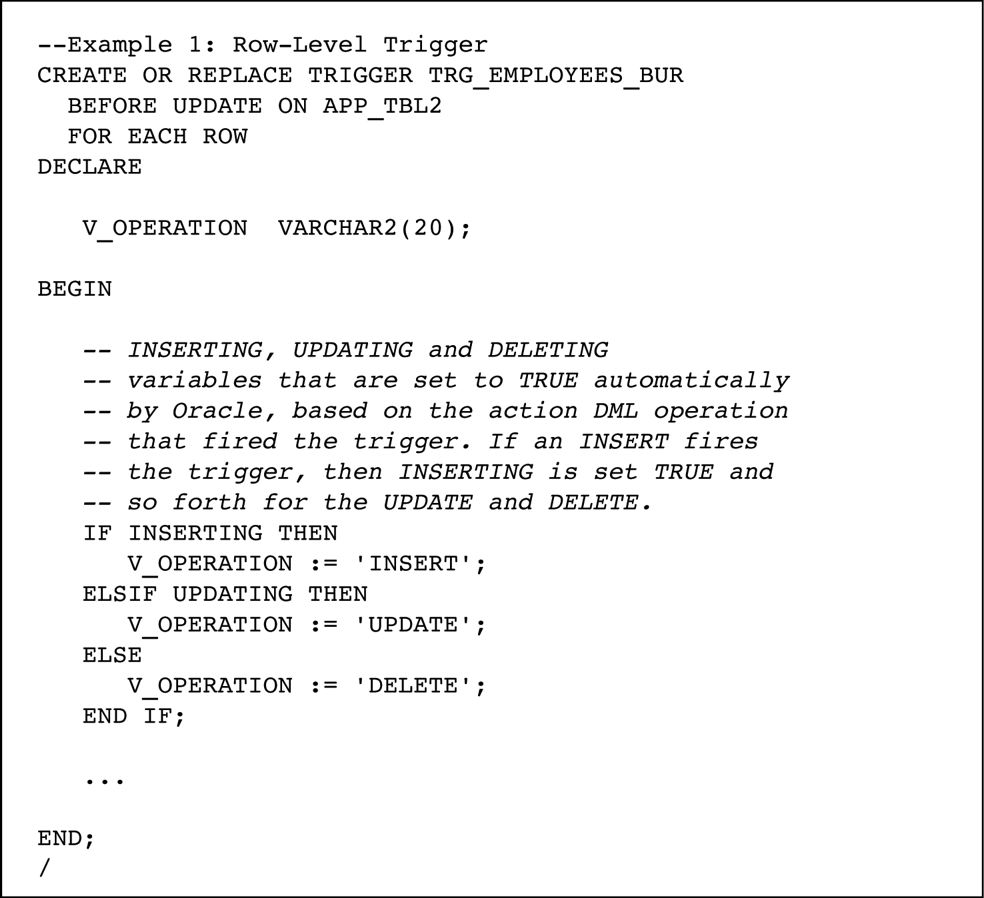 --Example 1: Row-Level Trigger
CREATE OR REPLACE TRIGGER TRG_EMPLOYEES_BUR
  BEFORE UPDATE ON APP_TBL2
  FOR EACH ROW
DECLARE

   V_OPERATION  VARCHAR2(20);

BEGIN

   -- INSERTING, UPDATING and DELETING
   -- variables that are set to TRUE automatically
   -- by Oracle, based on the action DML operation
   -- that fired the trigger. If an INSERT fires
   -- the trigger, then INSERTING is set TRUE and
   -- so forth for the UPDATE and DELETE.
   IF INSERTING THEN
      V_OPERATION := 'INSERT';
   ELSIF UPDATING THEN
      V_OPERATION := 'UPDATE';
   ELSE
      V_OPERATION := 'DELETE';
   END IF;

   ...

END;
/